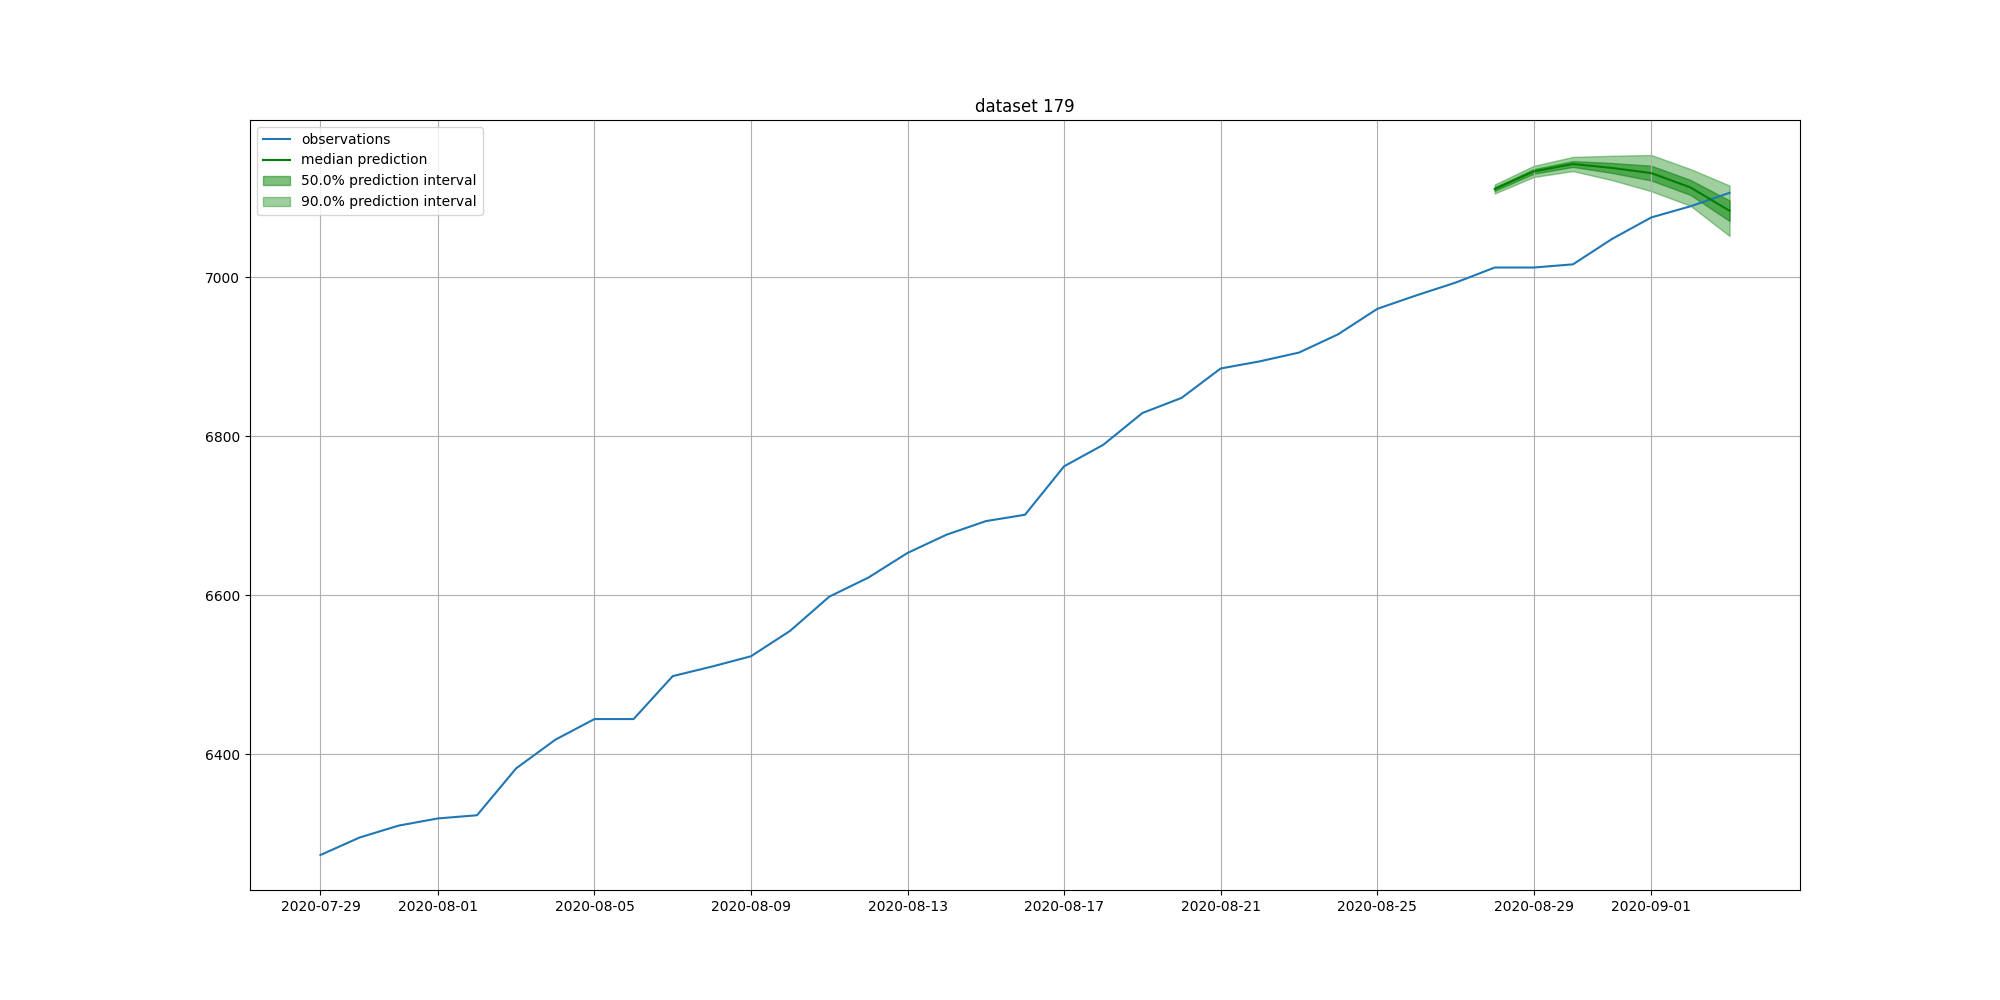 dataset 179
observations
median prediction
50.0% prediction interval
90.0% prediction interval
7000
6800
6600
6400
2020-07-29 2020-08-01 2020-08-05 2020-08-09 2020-08-13 2020-08-17 2020-08-21 2020-08-25 2020-08-29 2020-09-01